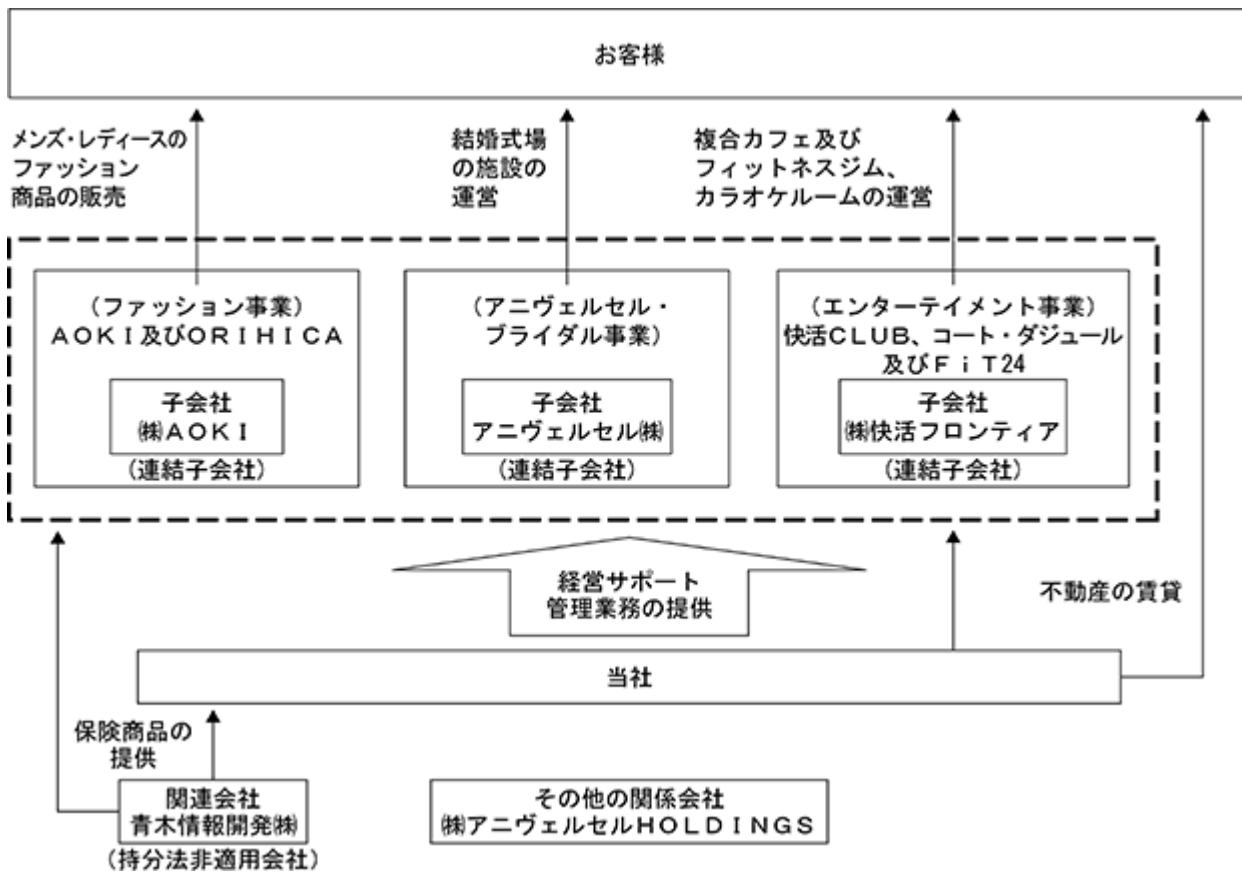 お客様
メンズ・レディースの
ファッション
商品の販売
結婚式場
の施設の
運営
複合カフェ及び
フィットネスジム、
カラオケルームの運営
（ファッション事業）
ＡＯＫＩ及びＯＲＩＨＩＣＡ
子会社
㈱ＡＯＫＩ
（連結子会社）
（アニヴェルセル・
ブライダル事業）
子会社
アニヴェルセル㈱
（連結子会社）
（エンターテイメント事業）
快活ＣＬＵＢ、コート・ダジュール
及びＦｉＴ24
子会社
㈱快活フロンティア
（連結子会社）
経営サポート
管理業務の提供
不動産の賃貸
当社
保険商品の
提供
関連会社
青木情報開発㈱
（持分法非適用会社）
その他の関係会社
㈱アニヴェルセルＨＯＬＤＩＮＧＳ